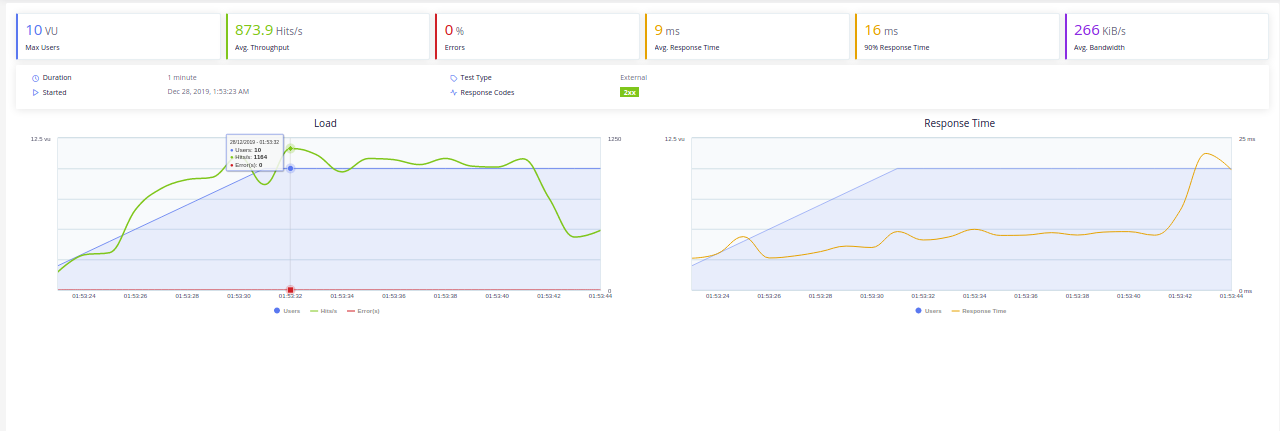 10 VU
Max Users
873.9 Hits/s
Avg. Throughput
0 %
Errors
9 ms
Avg. Response Time
16 ms
90% Response Time
266 KiB/s
Avg. Bandwidth
Duration 1 minute
Test Type External
Started Dec 28, 2019, 1:53:23 AM
Response Codes 2xx
Load
12.5 vu
1250
28/12/2019 - 01:53:32
Users: 10
Hits/s: 1164
Error(s): 0
0
01:53:24 01:53:26 01:53:28 01:53:30 01:53:32 01:53:34 01:53:36 01:53:38 01:53:40 01:53:42 01:53:44
Users Hits/s Error(s)
Response Time
12.5 vu
25 ms
0 ms
01:53:24 01:53:26 01:53:28 01:53:30 01:53:32 01:53:34 01:53:36 01:53:38 01:53:40 01:53:42 01:53:44
Users Response Time